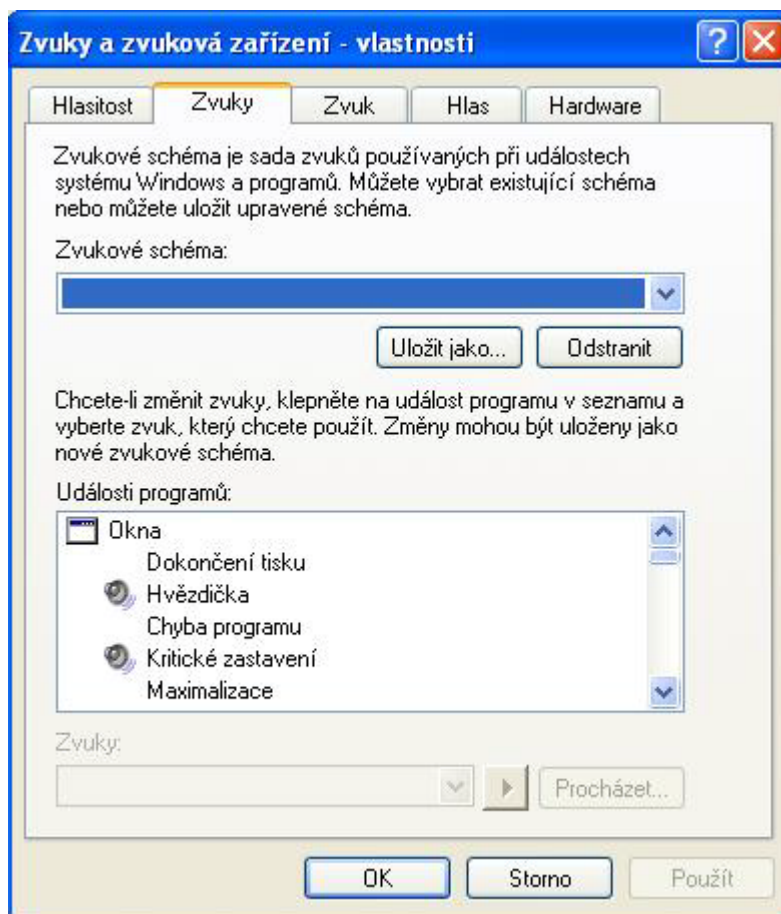 Zvuky a zvuková zařízení - vlastnosti
Hlasitost Zvuky Zvuk Hlas Hardware
Zvukové schéma je sada zvuků používaných při událostech
systému Windows a programů. Můžete vybrat existující schéma
nebo můžete uložit upravené schéma.
Zvukové schéma:
Uložit jako... Odstranit
Chcete-li změnit zvuky, klepněte na událost programu v seznamu a
vyberte zvuk, který chcete použít. Změny mohou být uloženy jako
nové zvukové schéma.
Události programů:
Okna
Dokončení tisku
Hvězdička
Chyba programu
Kritické zastavení
Maximalizace
Zvuky:
Procházet...
OK Storno Použít